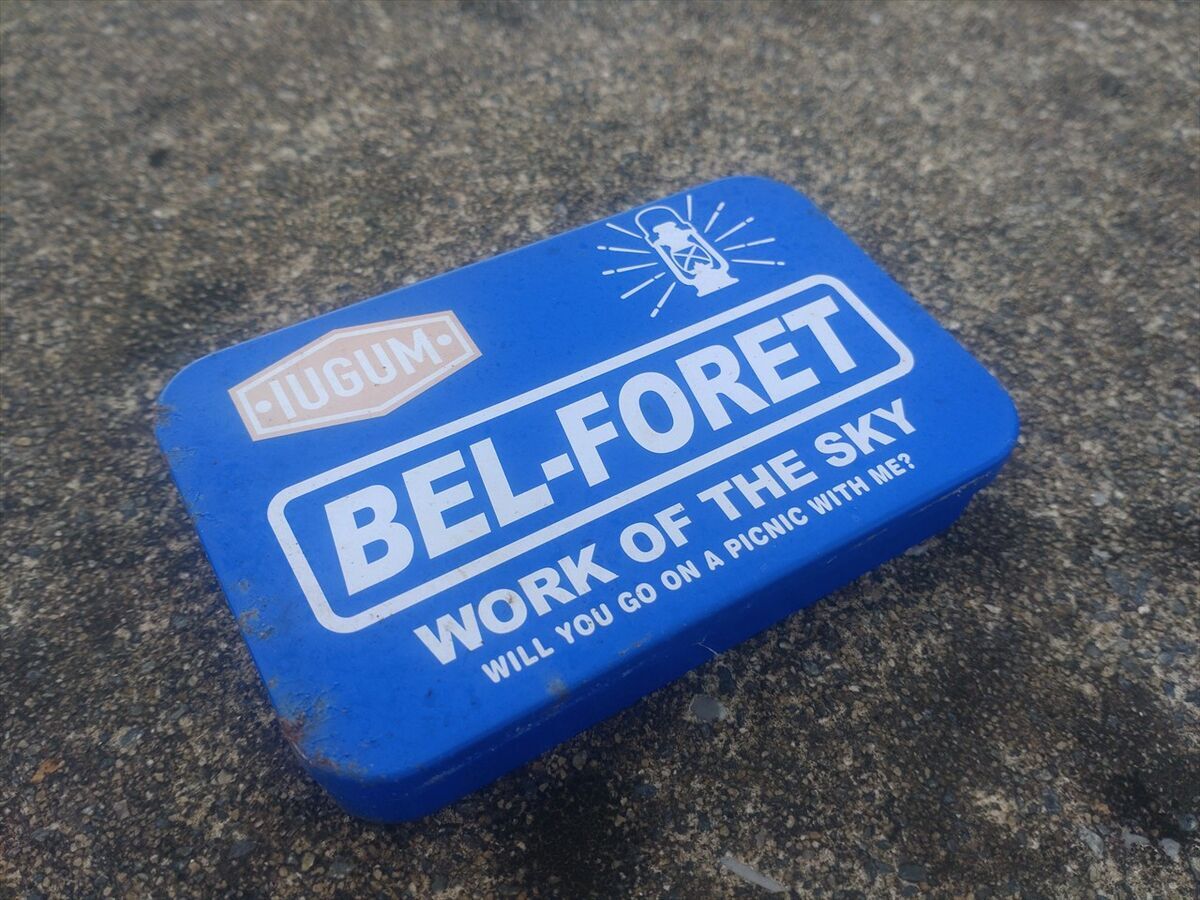 ·IUGUM·
BEL-FORET
WORK OF THE SKY
WILL YOU GO ON A PICNIC WITH ME?